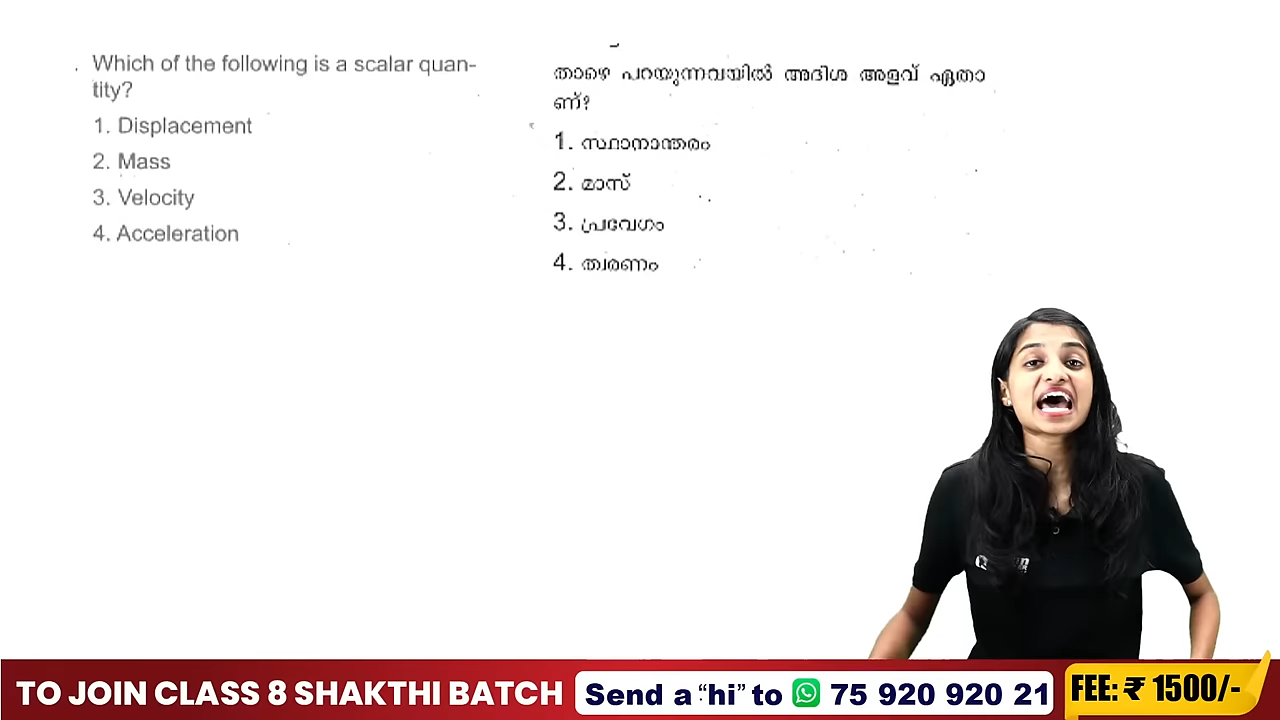 . Which of the following is a scalar quan-
tity?
1. Displacement
2. Mass
3. Velocity
4. Acceleration
താഴെ പറയുന്നവയിൽ അദിശ അളവ് ഏതാ
ണ്?
1. സ്ഥാനാന്തരം
2. മാസ്
3. പ്രവേഗം
4. ത്വരണം
TO JOIN CLASS 8 SHAKTHI BATCH Send a “hi” to 75 920 920 21 FEE: ₹ 1500/-